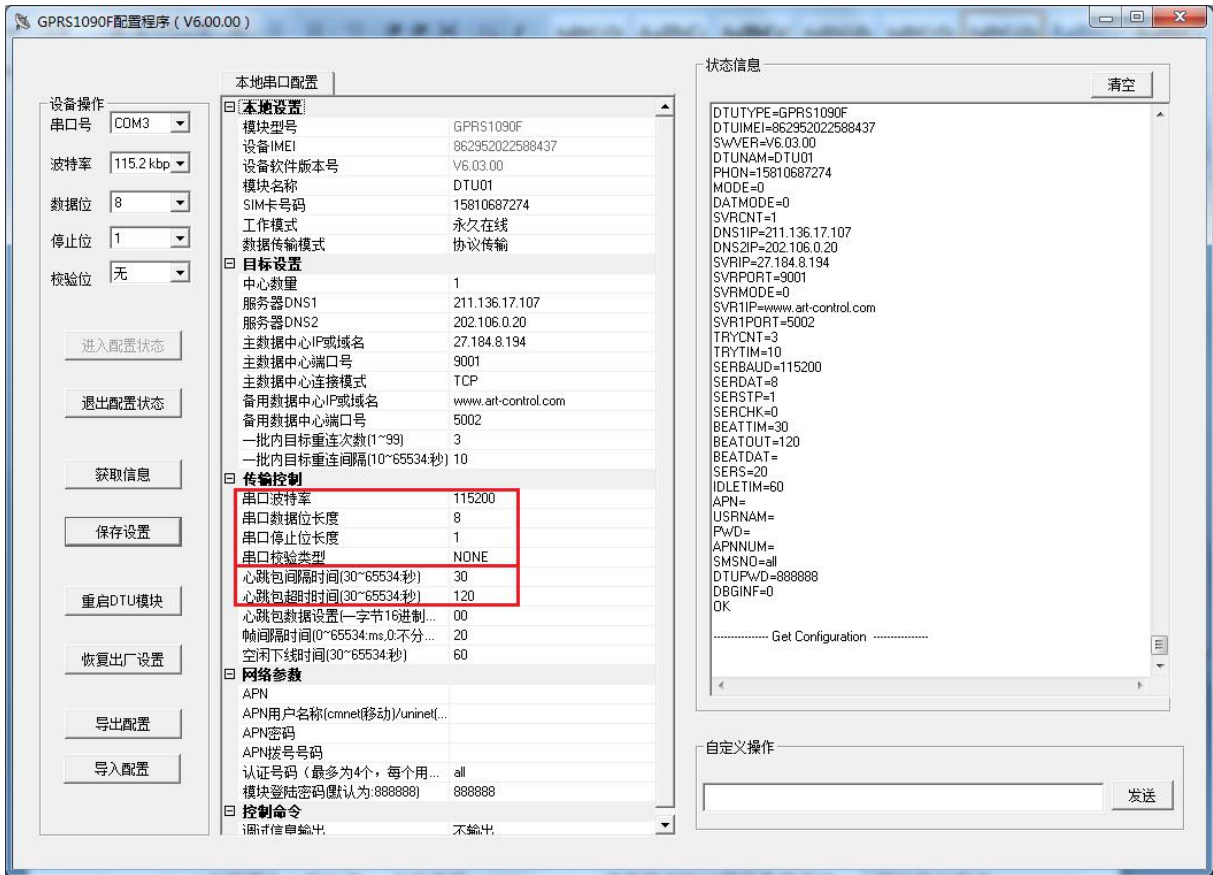 GPRS1090F配置程序 ( V6.00.00 )
设备操作
串口号 COM3
波特率 115.2 kbp
数据位 8
停止位 1
校验位 无
进入配置状态
退出配置状态
获取信息
保存设置
重启DTU模块
恢复出厂设置
导出配置
导入配置
本地串口配置
本地设置
模块型号 GPRS1090F
设备IMEI 862952022588437
设备软件版本号 V6.03.00
模块名称 DTU01
SIM卡号码 15810687274
工作模式 永久在线
数据传输模式 协议传输
目标设置
中心数量 1
服务器DNS1 211.136.17.107
服务器DNS2 202.106.0.20
主数据中心IP或域名 27.184.8.194
主数据中心端口号 9001
主数据中心连接模式 TCP
备用数据中心IP或域名 www.art-control.com
备用数据中心端口号 5002
一批内目标重连次数(1~99) 3
一批内目标重连间隔(10~65534:秒) 10
传输控制
串口波特率 115200
串口数据位长度 8
串口停止位长度 1
串口校验类型 NONE
心跳包间隔时间(30~65534:秒) 30
心跳包超时时间(30~65534:秒) 120
心跳包数据设置(一字节16进制... 00
帧间隔时间(0~65534:ms,0:不分... 20
空闲下线时间(30~65534:秒) 60
网络参数
APN
APN用户名称(cmnet(移动)/uninet(...
APN密码
APN拨号号码
认证号码（最多为4个，每个用... all
模块登陆密码(默认为:888888) 888888
控制命令
调试信息输出 不输出
状态信息
清空
DTUTYPE=GPRS1090F
DTUIMEI=862952022588437
SWVER=V6.03.00
DTUNAM=DTU01
PHON=15810687274
MODE=0
DATMODE=0
SVRCNT=1
DNS1IP=211.136.17.107
DNS2IP=202.106.0.20
SVRIP=27.184.8.194
SVRPORT=9001
SVRMODE=0
SVR1IP=www.art-control.com
SVR1PORT=5002
TRYCNT=3
TRYTIM=10
SERBAUD=115200
SERDAT=8
SERSTP=1
SERCHK=0
BEATTIM=30
BEATOUT=120
BEATDAT=
SERS=20
IDLETIM=60
APN=
USRNAM=
PWD=
APNNUM=
SMSNO=all
DTUPWD=888888
DBGINF=0
OK
--------------- Get Configuration ---------------
自定义操作
发送